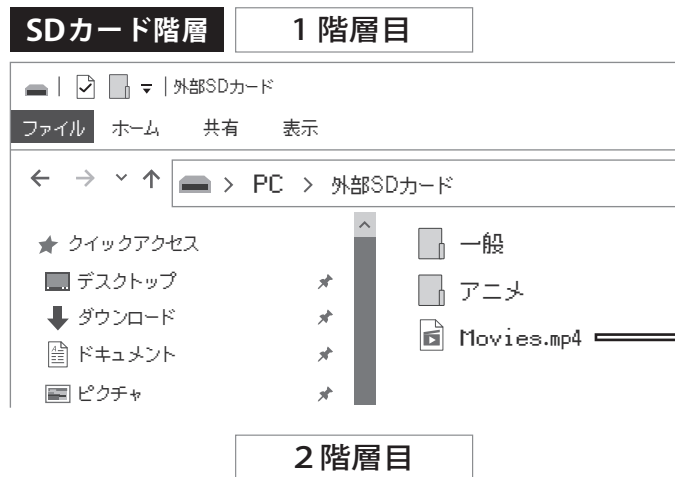 SDカード階層 1階層目
外部SDカード
ファイル ホーム 共有 表示
PC > 外部SDカード
クイックアクセス
デスクトップ
ダウンロード
ドキュメント
ピクチャ
一般
アニメ
Movies.mp4
2階層目